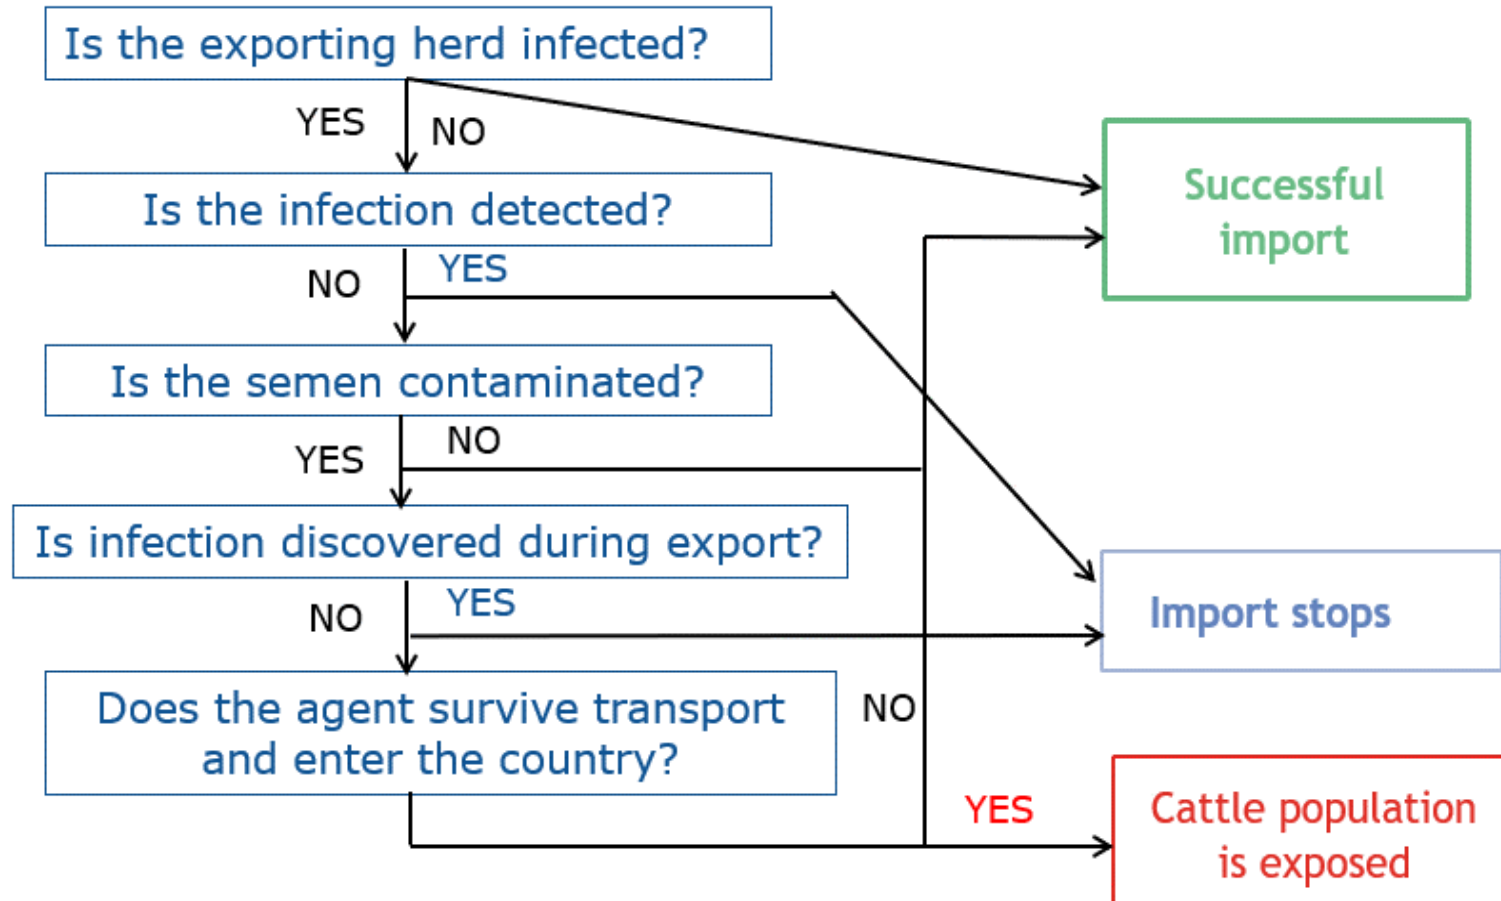 Is the exporting herd infected?
YES
NO
Successful
import
Is the infection detected?
NO
YES
Is the semen contaminated?
YES
NO
Is infection discovered during export?
NO
YES
Import stops
Does the agent survive transport
and enter the country?
NO
YES
Cattle population
is exposed